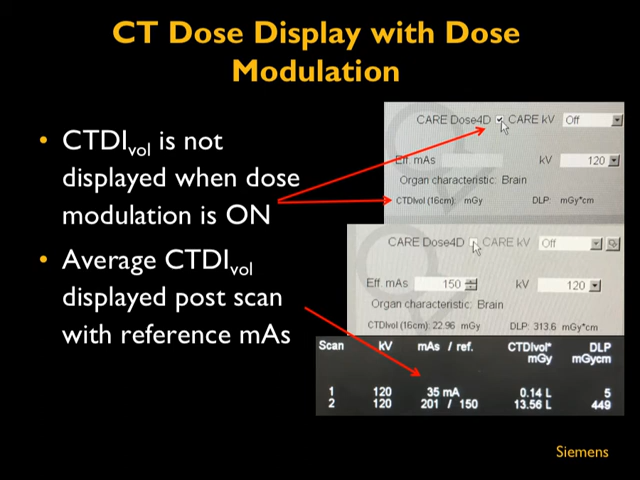 CT Dose Display with Dose
Modulation
• CTDIvol is not
displayed when dose
modulation is ON
• Average CTDIvol
displayed post scan
with reference mAs
CARE Dose4D CARE kV Off
Eff. mAs kV 120
Organ characteristic: Brain
CTDIvol (16cm): mGy DLP: mGy*cm
CARE Dose4D CARE kV Off
Eff. mAs 150 kV 120
Organ characteristic: Brain
CTDIvol (16cm): 22.96 mGy DLP: 313.6 mGy*cm
Scan kV mAs / ref. CTDIvol* DLP
mGy mGycm
1 120 35 mA 0.14 L 5
2 120 201 / 150 13.56 L 449
Siemens